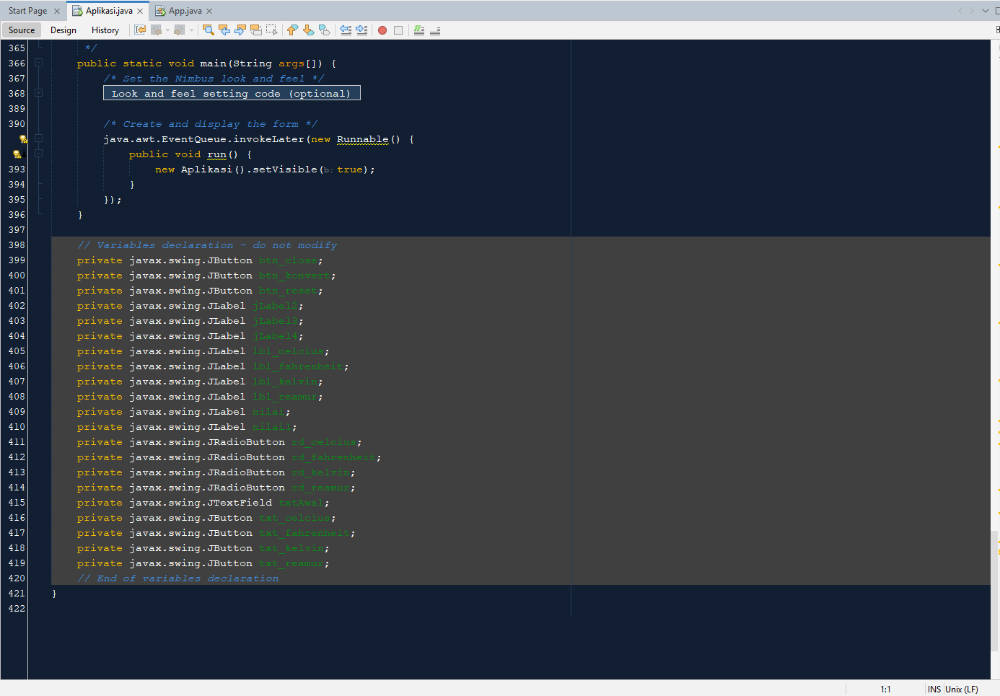 Start Page Aplikasi.java App.java
Source Design History
365 */
366 public static void main(String args[]) {
367 /* Set the Nimbus look and feel */
368 Look and feel setting code (optional)
389
390 /* Create and display the form */
java.awt.EventQueue.invokeLater(new Runnable() {
public void run() {
393 new Aplikasi().setVisible(b: true);
394 }
395 });
396 }
397
398 // Variables declaration - do not modify
399 private javax.swing.JButton btn_close;
400 private javax.swing.JButton btn_konvert;
401 private javax.swing.JButton btn_reset;
402 private javax.swing.JLabel jLabel2;
403 private javax.swing.JLabel jLabel3;
404 private javax.swing.JLabel jLabel4;
405 private javax.swing.JLabel lbl_celcius;
406 private javax.swing.JLabel lbl_fahrenheit;
407 private javax.swing.JLabel lbl_kelvin;
408 private javax.swing.JLabel lbl_reamur;
409 private javax.swing.JLabel nilai;
410 private javax.swing.JLabel nilai1;
411 private javax.swing.JRadioButton rd_celcius;
412 private javax.swing.JRadioButton rd_fahrenheit;
413 private javax.swing.JRadioButton rd_kelvin;
414 private javax.swing.JRadioButton rd_reamur;
415 private javax.swing.JTextField txtAwal;
416 private javax.swing.JButton txt_celcius;
417 private javax.swing.JButton txt_fahrenheit;
418 private javax.swing.JButton txt_kelvin;
419 private javax.swing.JButton txt_reamur;
420 // End of variables declaration
421 }
422
1:1 INS Unix (LF)